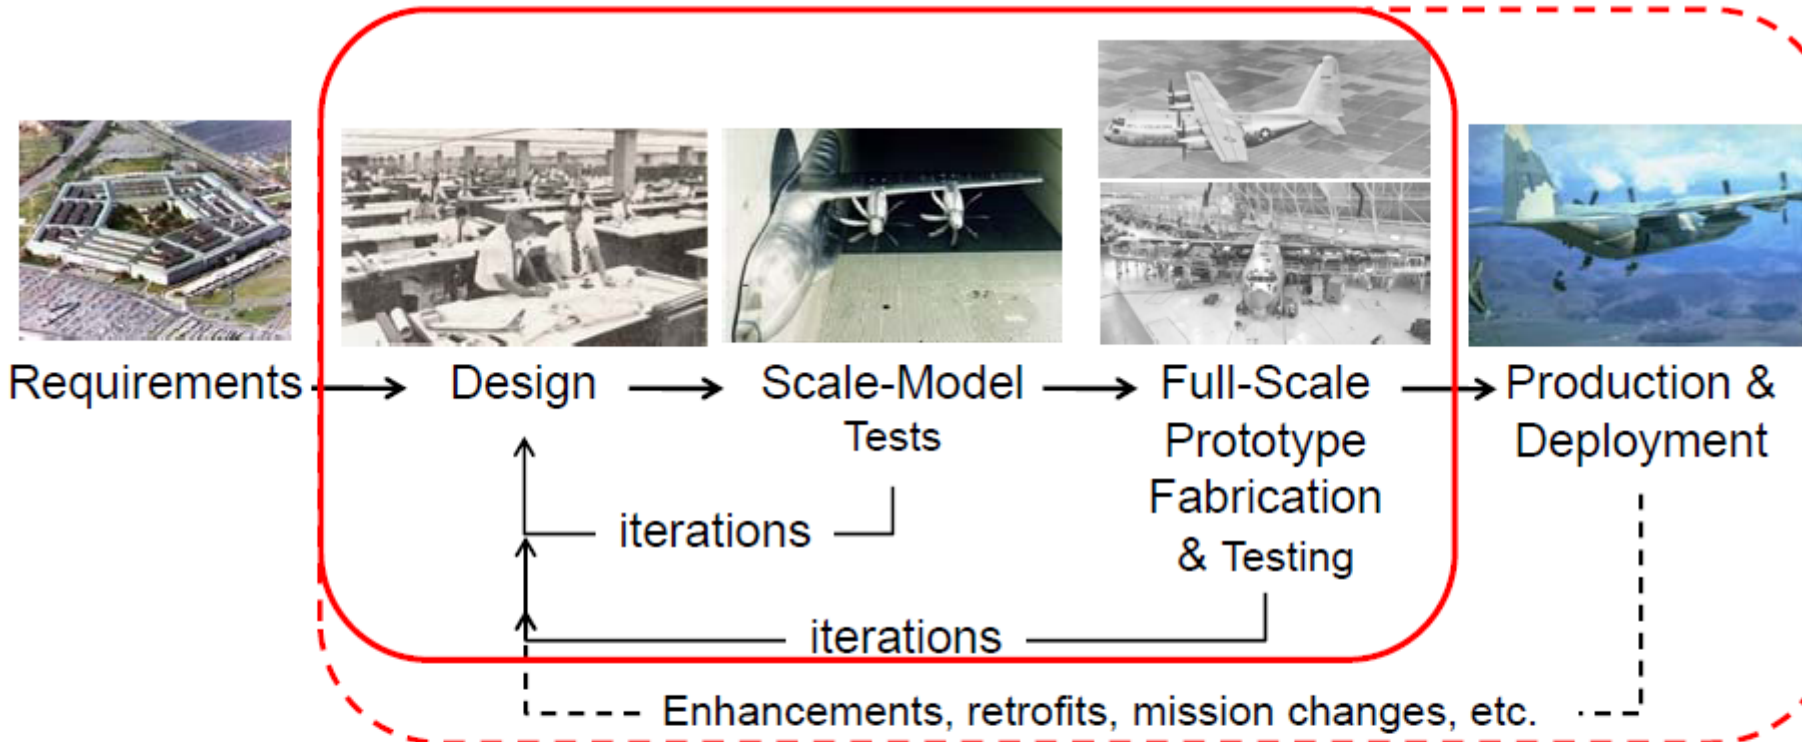 Requirements
Design
Scale-Model
Tests
Full-Scale
Prototype
Fabrication
& Testing
Production &
Deployment
iterations
iterations
Enhancements, retrofits, mission changes, etc.